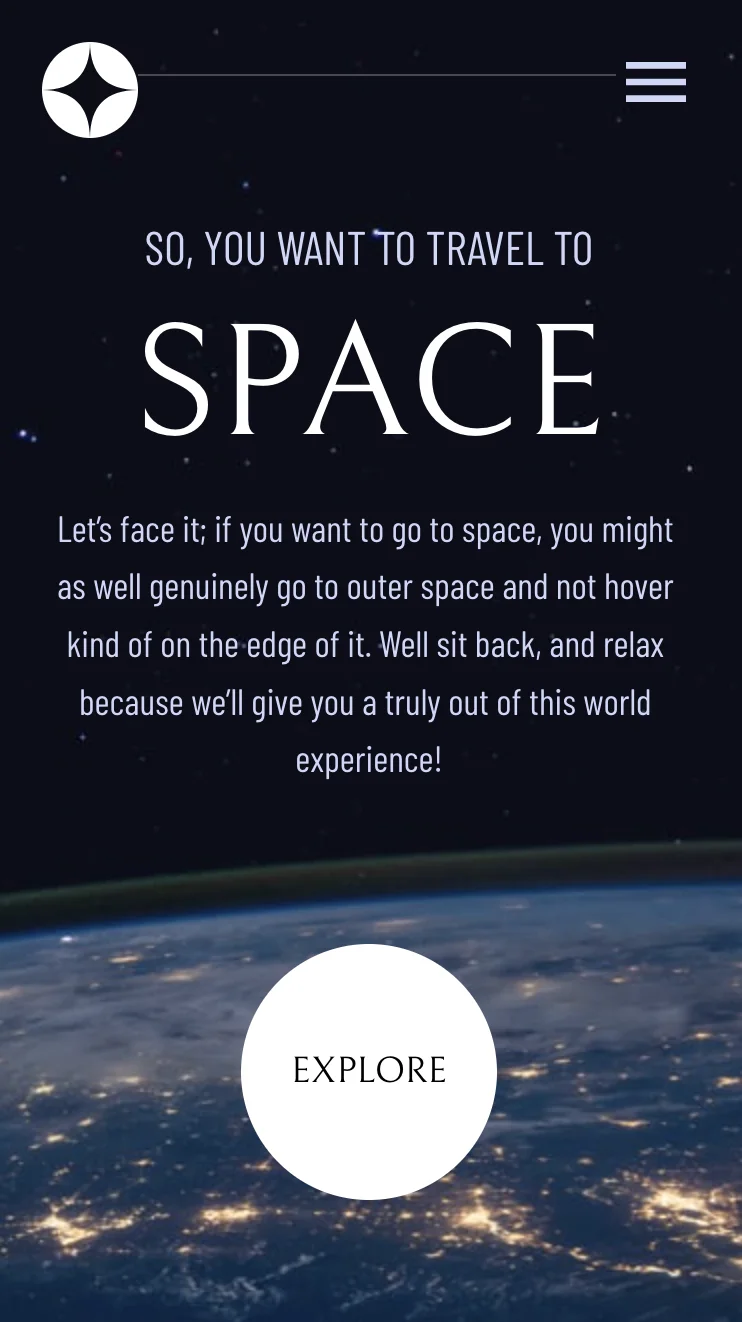 SO, YOU WANT TO TRAVEL TO
SPACE
Let’s face it; if you want to go to space, you might
as well genuinely go to outer space and not hover
kind of on the edge of it. Well sit back, and relax
because we’ll give you a truly out of this world
experience!
EXPLORE